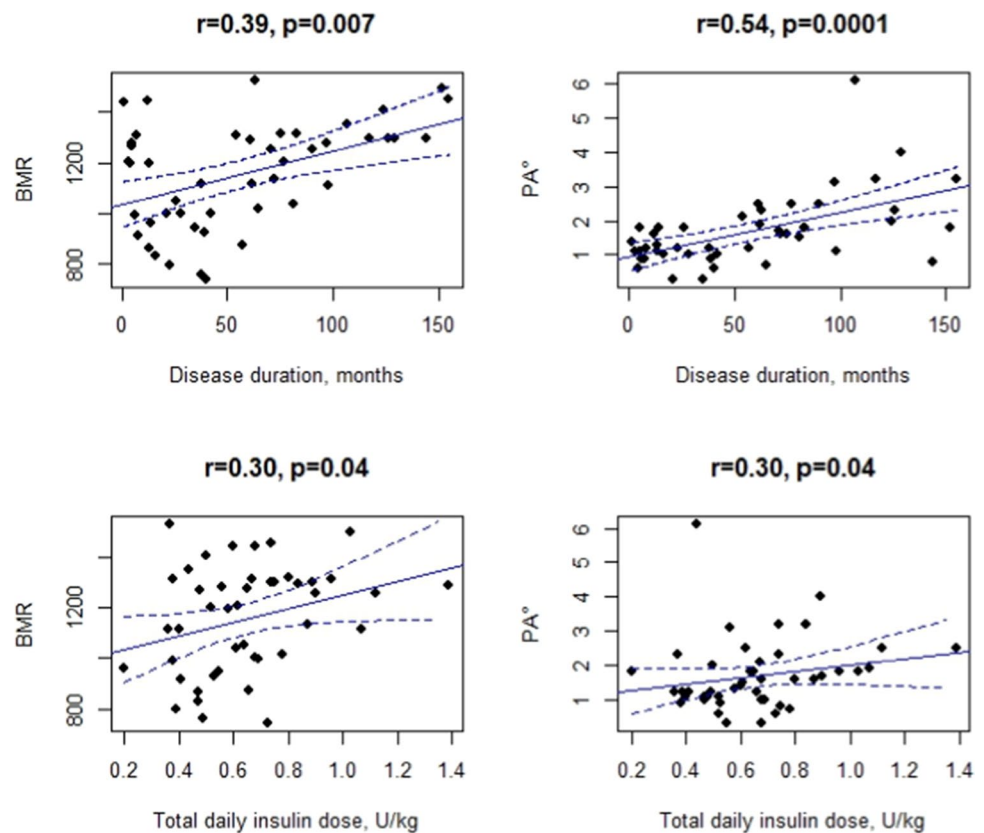 r=0.39, p=0.007
BMR
1200
800
0 50 100 150
Disease duration, months
r=0.54, p=0.0001
PA°
6
5
4
3
2
1
0 50 100 150
Disease duration, months
r=0.30, p=0.04
BMR
1200
800
0.2 0.4 0.6 0.8 1.0 1.2 1.4
Total daily insulin dose, U/kg
r=0.30, p=0.04
PA°
6
5
4
3
2
1
0.2 0.4 0.6 0.8 1.0 1.2 1.4
Total daily insulin dose, U/kg